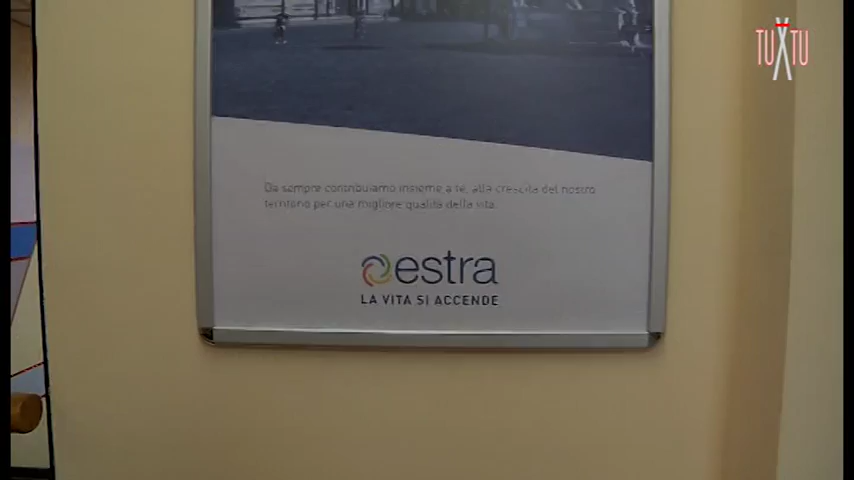 TUXTU
Da sempre contribuiamo insieme a te, alla crescita del nostro
territorio per una migliore qualità della vita.
estra
LA VITA SI ACCENDE